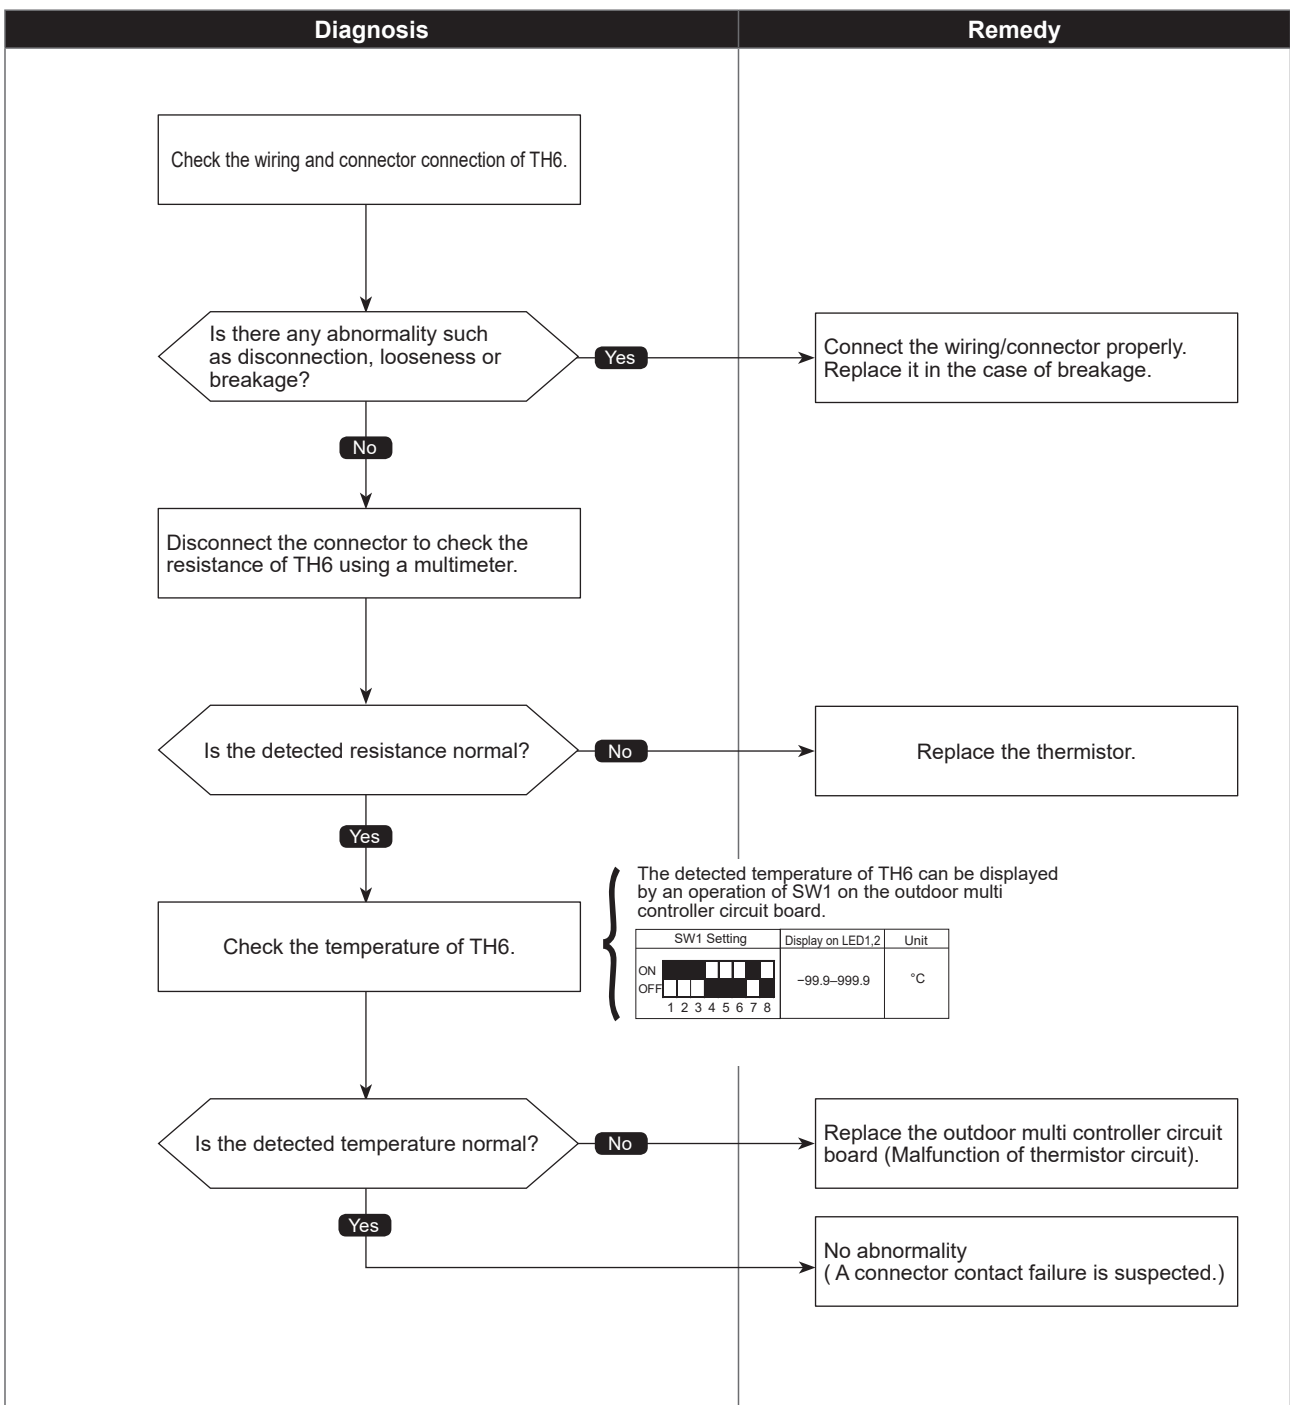 Diagnosis
Remedy
Check the wiring and connector connection of TH6.
Is there any abnormality such
as disconnection, looseness or
breakage?
Yes
Connect the wiring/connector properly.
Replace it in the case of breakage.
No
Disconnect the connector to check the
resistance of TH6 using a multimeter.
Is the detected resistance normal?
No
Replace the thermistor.
Yes
The detected temperature of TH6 can be displayed
by an operation of SW1 on the outdoor multi
controller circuit board.
Check the temperature of TH6.
SW1 Setting
Display on LED1,2
Unit
ON
OFF
1 2 3 4 5 6 7 8
−99.9–999.9
°C
Is the detected temperature normal?
No
Replace the outdoor multi controller circuit
board (Malfunction of thermistor circuit).
Yes
No abnormality
( A connector contact failure is suspected.)